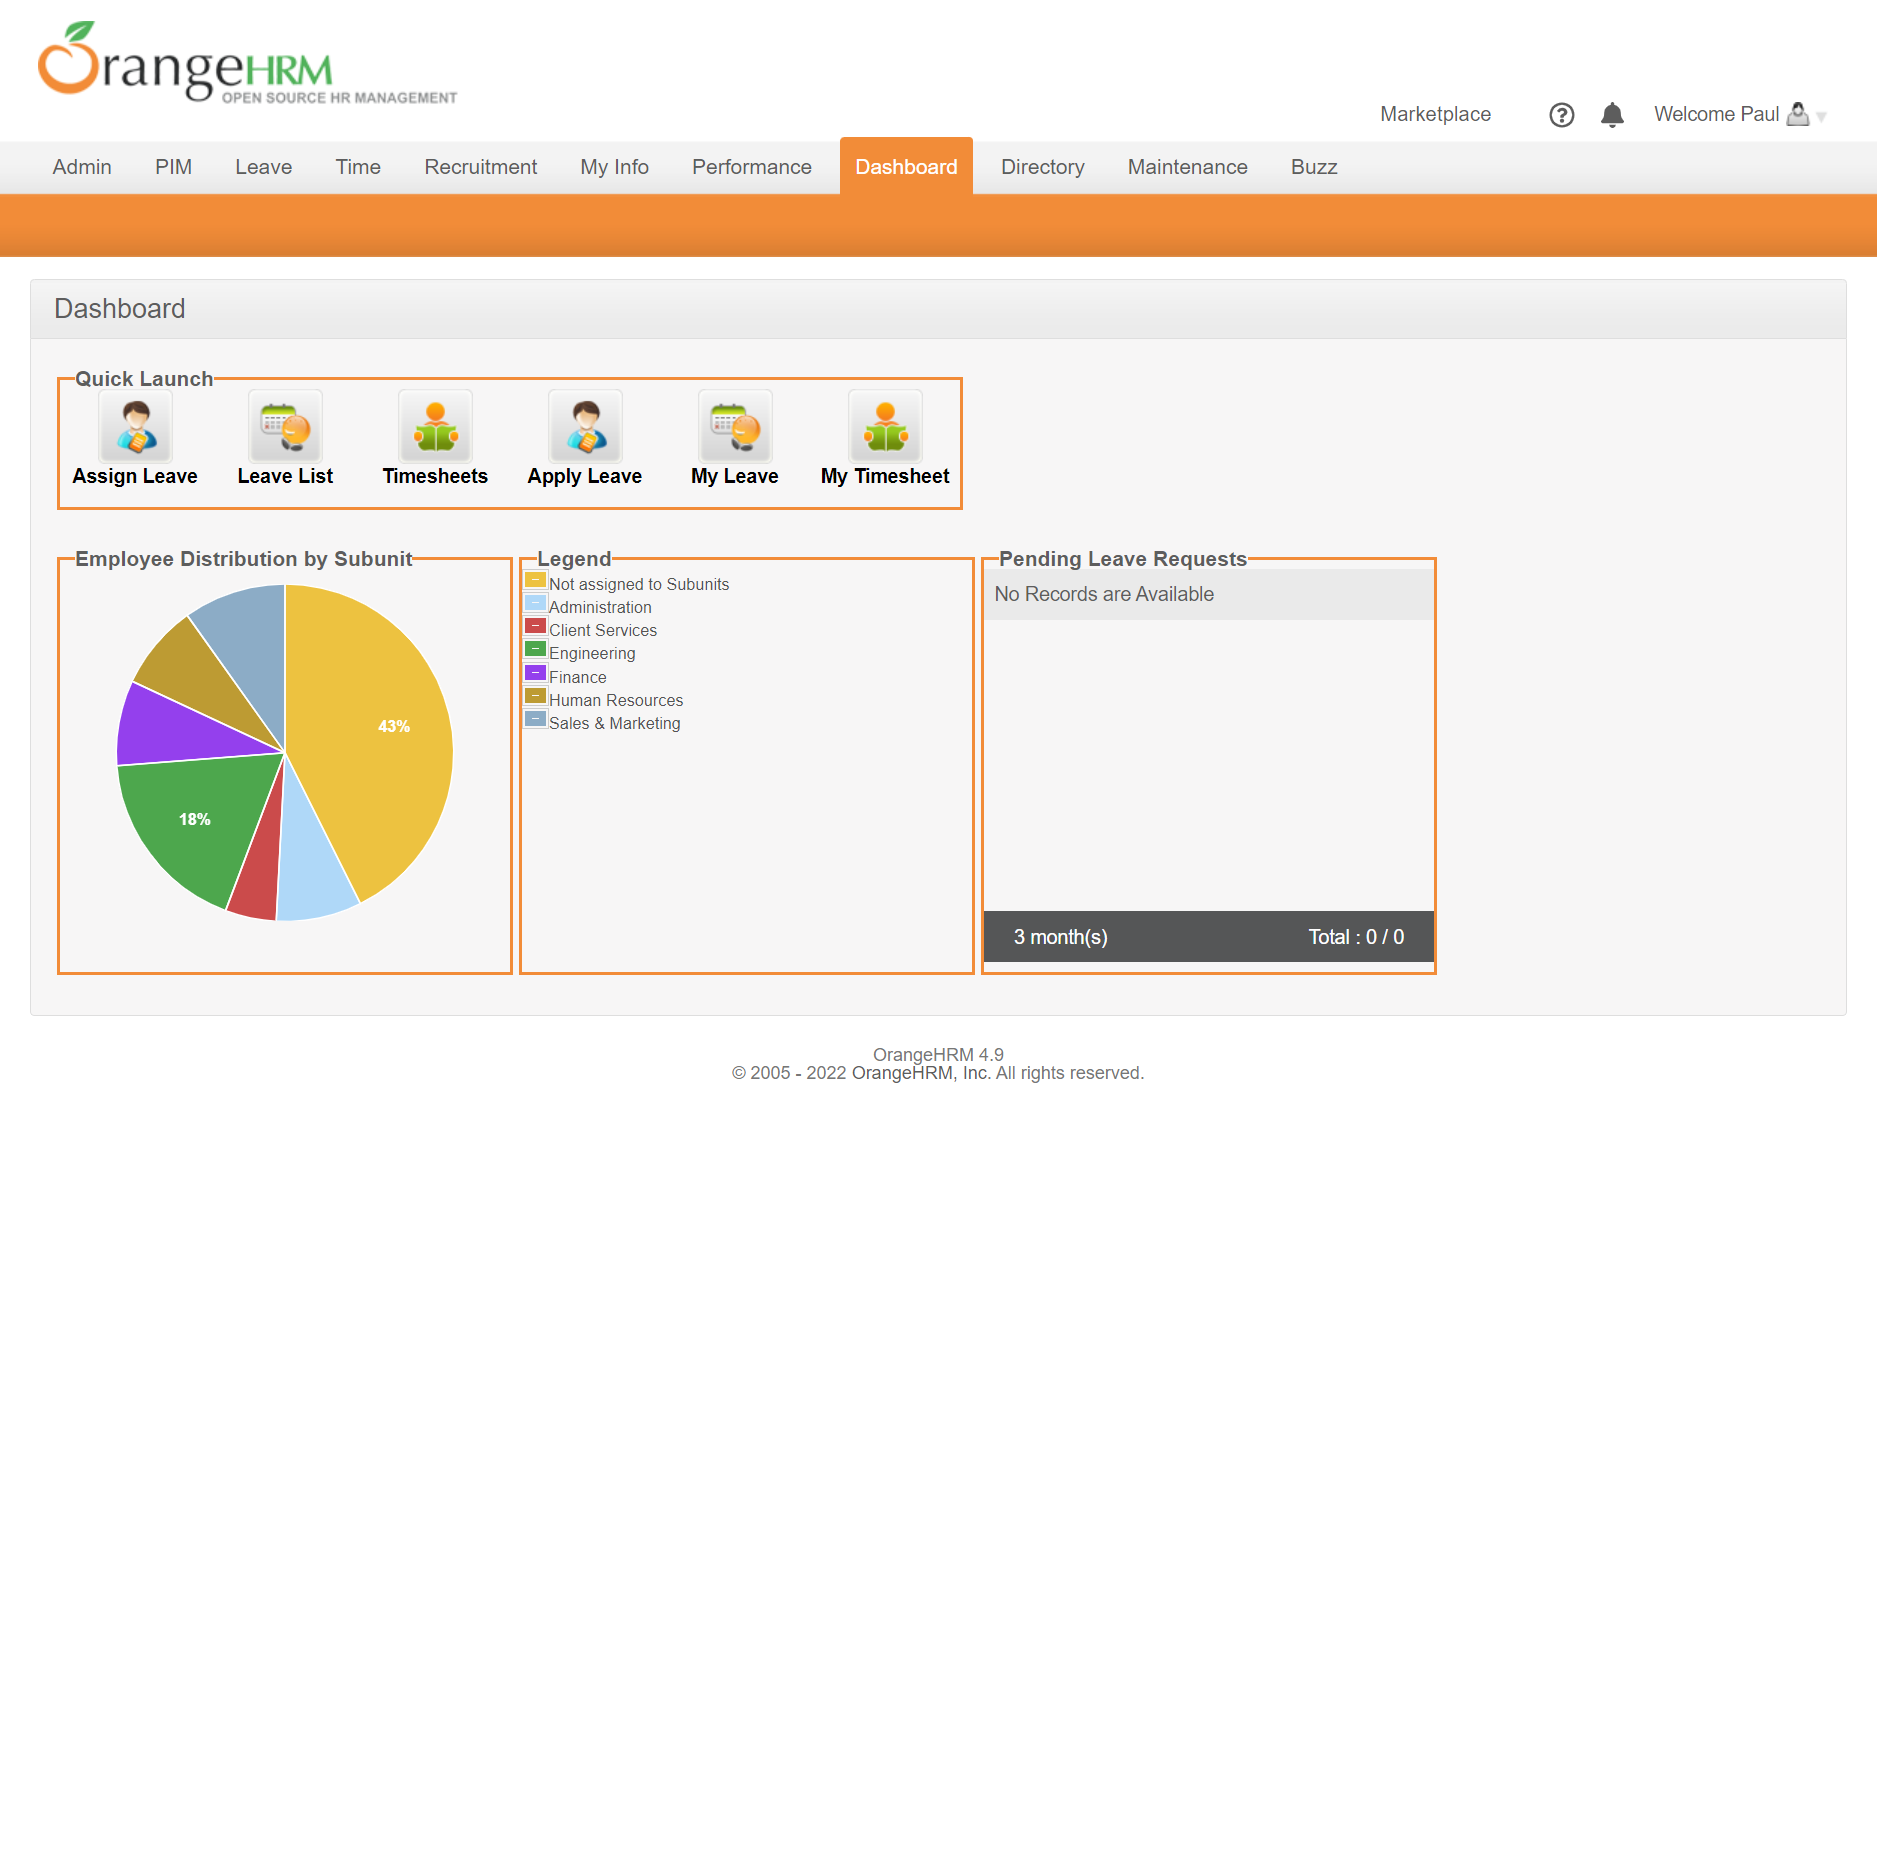 OrangeHRM
OPEN SOURCE HR MANAGEMENT
Marketplace
Welcome Paul
Admin PIM Leave Time Recruitment My Info Performance Dashboard Directory Maintenance Buzz
Dashboard
Quick Launch
Assign Leave Leave List Timesheets Apply Leave My Leave My Timesheet
Employee Distribution by Subunit
43%
18%
Legend
Not assigned to Subunits
Administration
Client Services
Engineering
Finance
Human Resources
Sales & Marketing
Pending Leave Requests
No Records are Available
3 month(s) Total : 0 / 0
OrangeHRM 4.9
© 2005 - 2022 OrangeHRM, Inc. All rights reserved.